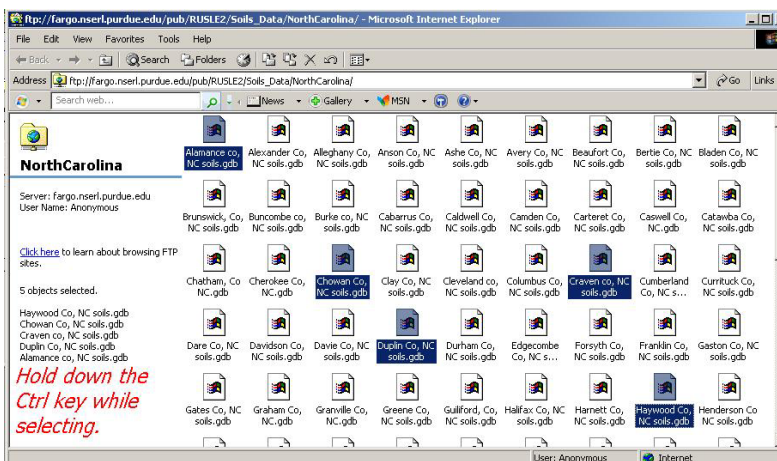 ftp://fargo.nserl.purdue.edu/pub/RUSLE2/Soils_Data/NorthCarolina/ - Microsoft Internet Explorer
File Edit View Favorites Tools Help
Back Search Folders
Address ftp://fargo.nserl.purdue.edu/pub/RUSLE2/Soils_Data/NorthCarolina/ Go Links
Search web... News Gallery MSN
NorthCarolina
Server: fargo.nserl.purdue.edu
User Name: Anonymous
Click here to learn about browsing FTP
sites.
5 objects selected.
Haywood Co, NC soils.gdb
Chowan Co, NC soils.gdb
Craven co, NC soils.gdb
Duplin Co, NC soils.gdb
Alamance co, NC soils.gdb
Hold down the
Ctrl key while
selecting.
Alamance co, Alexander Co, Alleghany Co, Anson Co, NC Ashe Co, NC Avery Co, NC Beaufort Co, Bertie Co, NC Bladen Co, NC
NC soils.gdb NC soils.gdb NC soils.gdb soils.gdb soils.gdb soils.gdb NC soils.gdb soils.gdb soils.gdb
Brunswick, Co, Buncombe co, Burke co, NC Cabarrus Co, Caldwell Co, Camden Co, Carteret Co, Caswell Co, Catawba Co,
NC soils.gdb NC soils.gdb soils.gdb NC soils.gdb NC soils.gdb NC soils.gdb NC soils.gdb NC.gdb NC soils.gdb
Chatham, Co Cherokee Co, Chowan Co, Clay Co, NC Cleveland co, Columbus Co, Craven co, NC Cumberland Currituck Co,
NC.gdb NC.gdb NC soils.gdb soils.gdb NC soils.gdb NC soils.gdb soils.gdb Co, NC s... NC soils.gdb
Dare Co, NC Davidson Co, Davie Co, NC Duplin Co, NC Durham Co, Edgecombe Forsyth Co, Franklin Co, Gaston Co, NC
soils.gdb NC soils.gdb soils.gdb soils.gdb NC soils.gdb Co, NC s... NC soils.gdb NC soils.gdb soils.gdb
Gates Co, NC Graham Co, Granville Co, Greene Co, Guiliford, Co, Halifax Co, NC Harnett Co, Haywood Co, Henderson Co
soils.gdb NC.gdb NC soils.gdb NC soils.gdb NC soils.gdb soils.gdb NC soils.gdb NC soils.gdb NC soils.gdb
User: Anonymous Internet